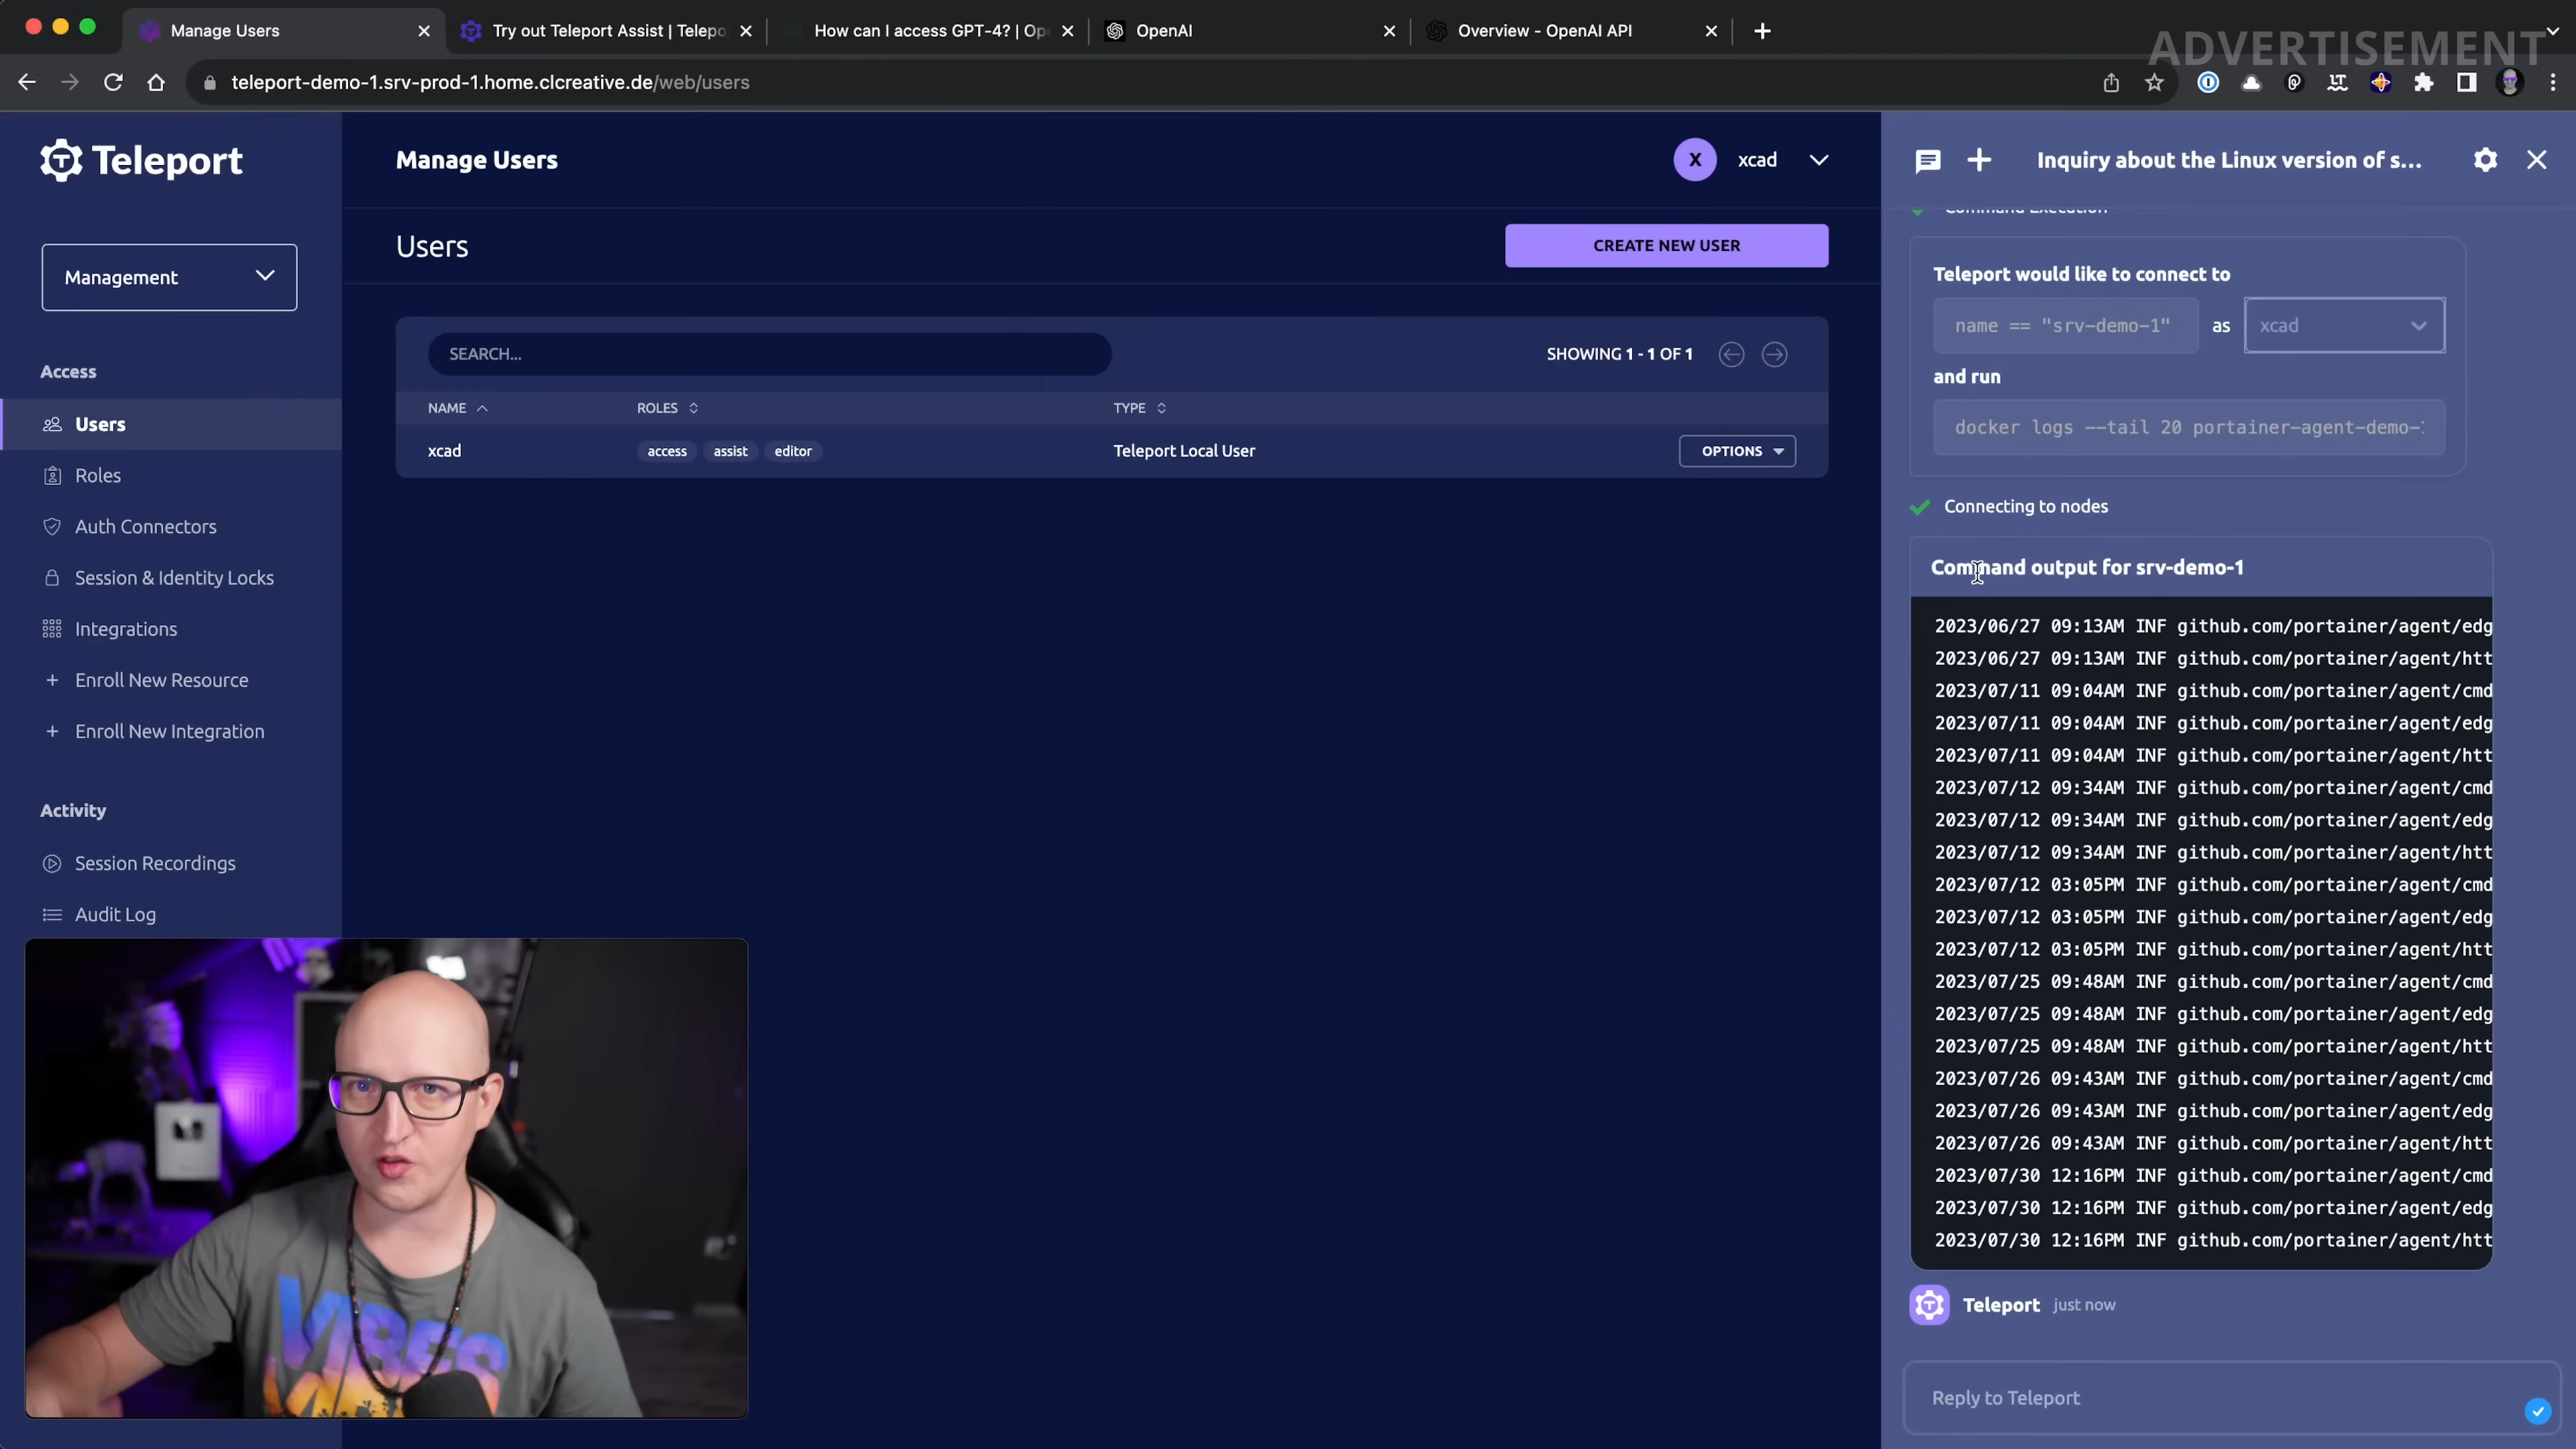 Manage Users
Try out Teleport Assist | Telepo
How can I access GPT-4? | Op
OpenAI
Overview - OpenAI API
ADVERTISEMENT
teleport-demo-1.srv-prod-1.home.clcreative.de/web/users
Teleport
Management
Access
Users
Roles
Auth Connectors
Session & Identity Locks
Integrations
+ Enroll New Resource
+ Enroll New Integration
Activity
Session Recordings
Audit Log
Manage Users
X xcad
Users
CREATE NEW USER
SEARCH...
SHOWING 1 - 1 OF 1
NAME ROLES TYPE
xcad access assist editor Teleport Local User OPTIONS
Inquiry about the Linux version of s...
Command Execution
Teleport would like to connect to
name == "srv-demo-1" as xcad
and run
docker logs --tail 20 portainer-agent-demo-
Connecting to nodes
Command output for srv-demo-1
2023/06/27 09:13AM INF github.com/portainer/agent/edg
2023/06/27 09:13AM INF github.com/portainer/agent/htt
2023/07/11 09:04AM INF github.com/portainer/agent/cmd
2023/07/11 09:04AM INF github.com/portainer/agent/edg
2023/07/11 09:04AM INF github.com/portainer/agent/htt
2023/07/12 09:34AM INF github.com/portainer/agent/cmd
2023/07/12 09:34AM INF github.com/portainer/agent/edg
2023/07/12 09:34AM INF github.com/portainer/agent/htt
2023/07/12 03:05PM INF github.com/portainer/agent/cmd
2023/07/12 03:05PM INF github.com/portainer/agent/edg
2023/07/12 03:05PM INF github.com/portainer/agent/htt
2023/07/25 09:48AM INF github.com/portainer/agent/cmd
2023/07/25 09:48AM INF github.com/portainer/agent/edg
2023/07/25 09:48AM INF github.com/portainer/agent/htt
2023/07/26 09:43AM INF github.com/portainer/agent/cmd
2023/07/26 09:43AM INF github.com/portainer/agent/edg
2023/07/26 09:43AM INF github.com/portainer/agent/htt
2023/07/30 12:16PM INF github.com/portainer/agent/cmd
2023/07/30 12:16PM INF github.com/portainer/agent/edg
2023/07/30 12:16PM INF github.com/portainer/agent/htt
Teleport just now
Reply to Teleport
VIBES